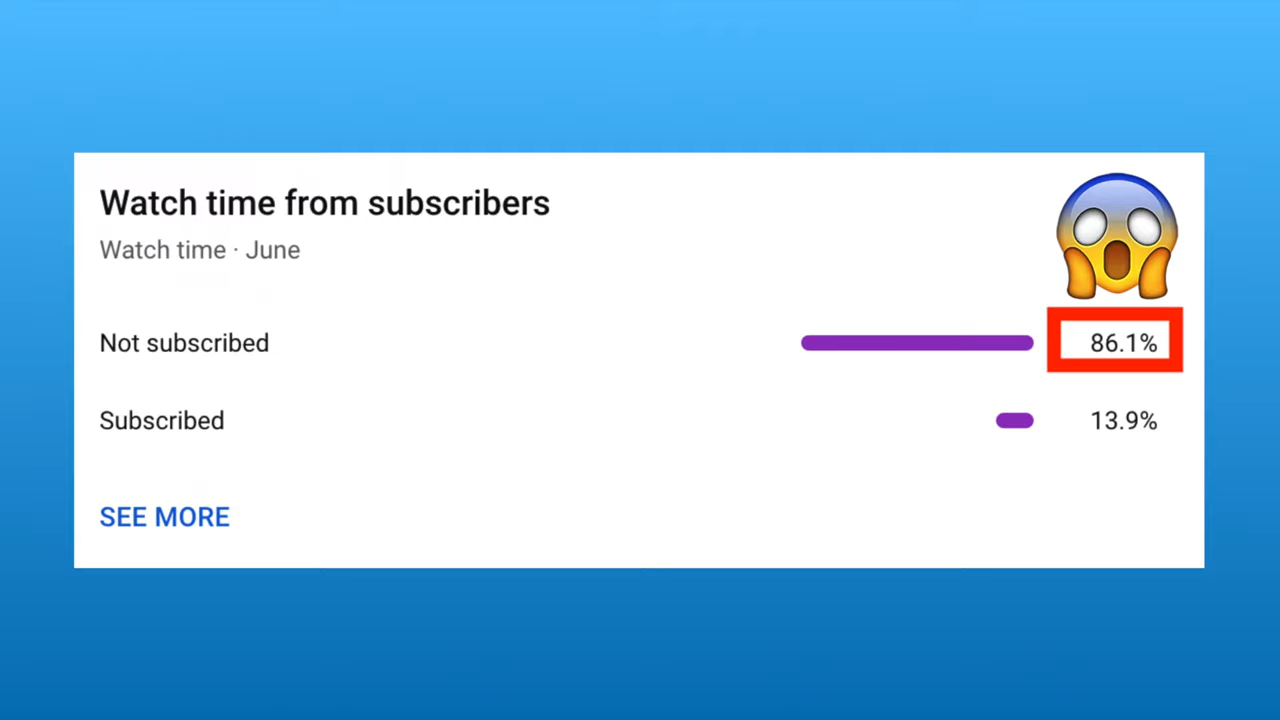 Watch time from subscribers
Watch time · June
Not subscribed 86.1%
Subscribed 13.9%
SEE MORE